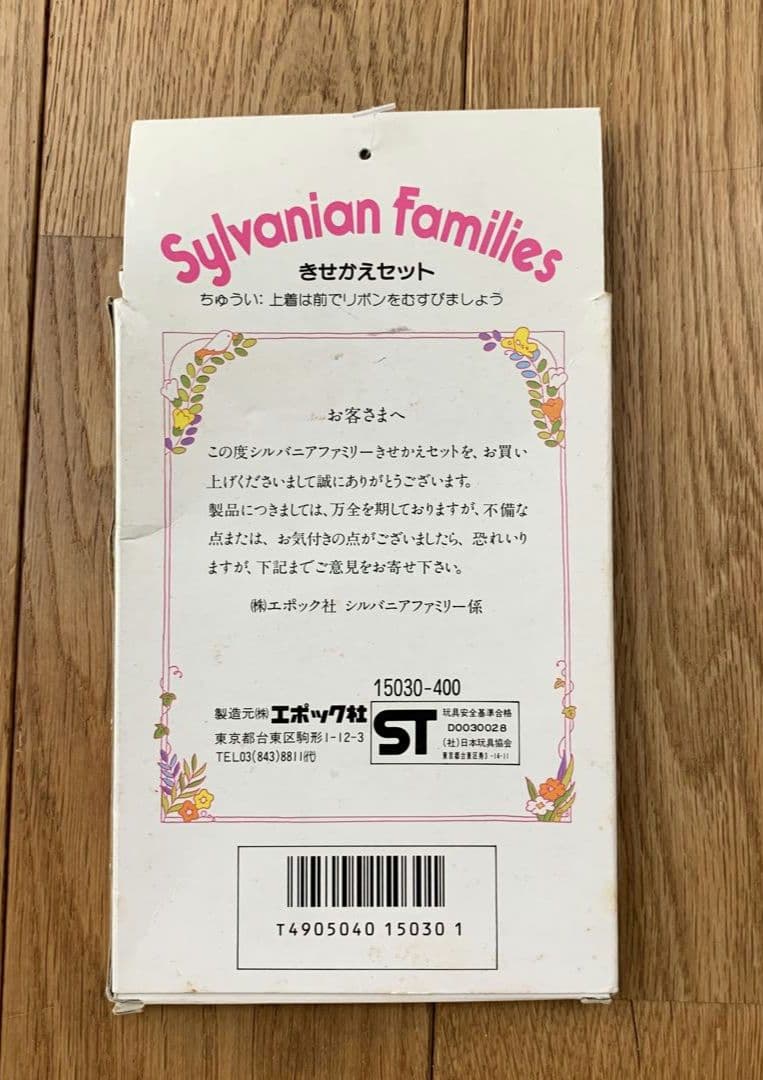 Sylvanian Families
きせかえセット
ちゅうい：上着は前でリボンをむすびましょう
お客さまへ
この度シルバニアファミリーきせかえセットを、お買い
上げくださいまして誠にありがとうございます。
製品につきましては、万全を期しておりますが、不備な
点または、お気付きの点がございましたら、恐れいり
ますが、下記までご意見をお寄せ下さい。
㈱エポック社 シルバニアファミリー係
15030-400
製造元㈱エポック社
東京都台東区駒形1-12-3
TEL03(843)8811㈹
ST
玩具安全基準合格
D0030028
(社)日本玩具協会
T4905040 15030 1